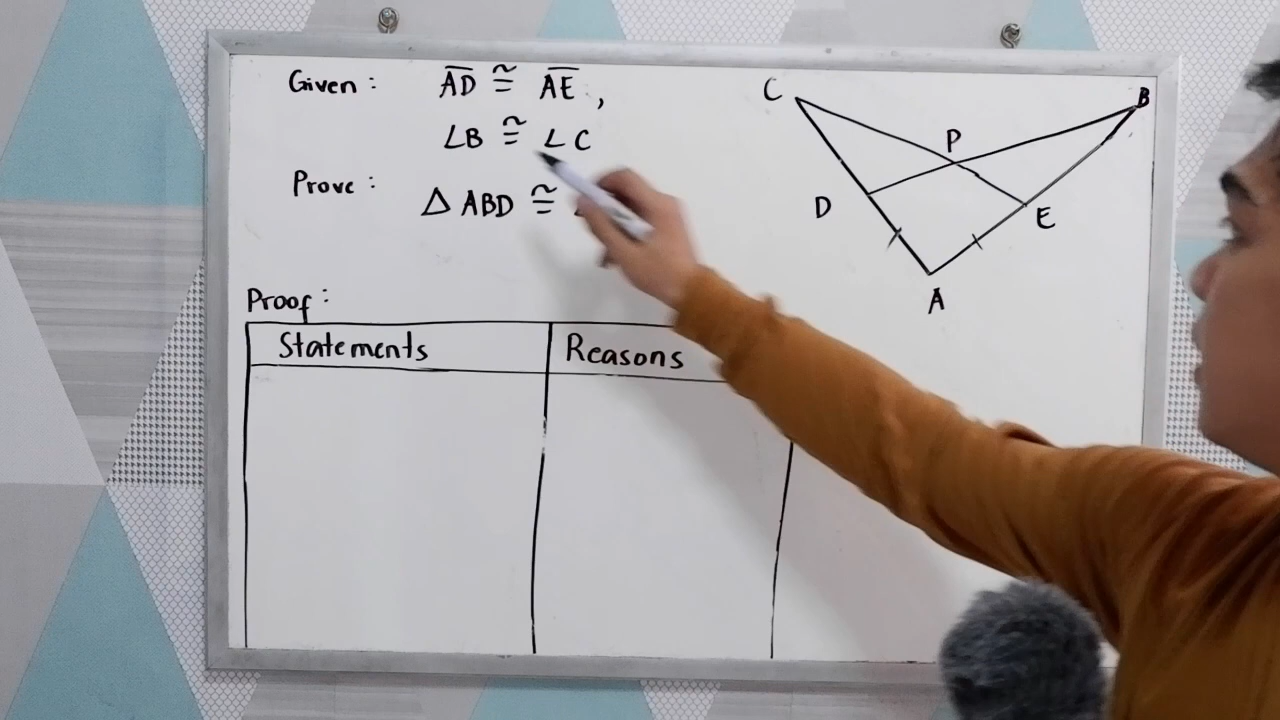 Given : AD ≅ AE ,
∠B ≅ ∠C
Prove : △ ABD ≅
Proof :
Statements
Reasons
C
B
P
D
E
A